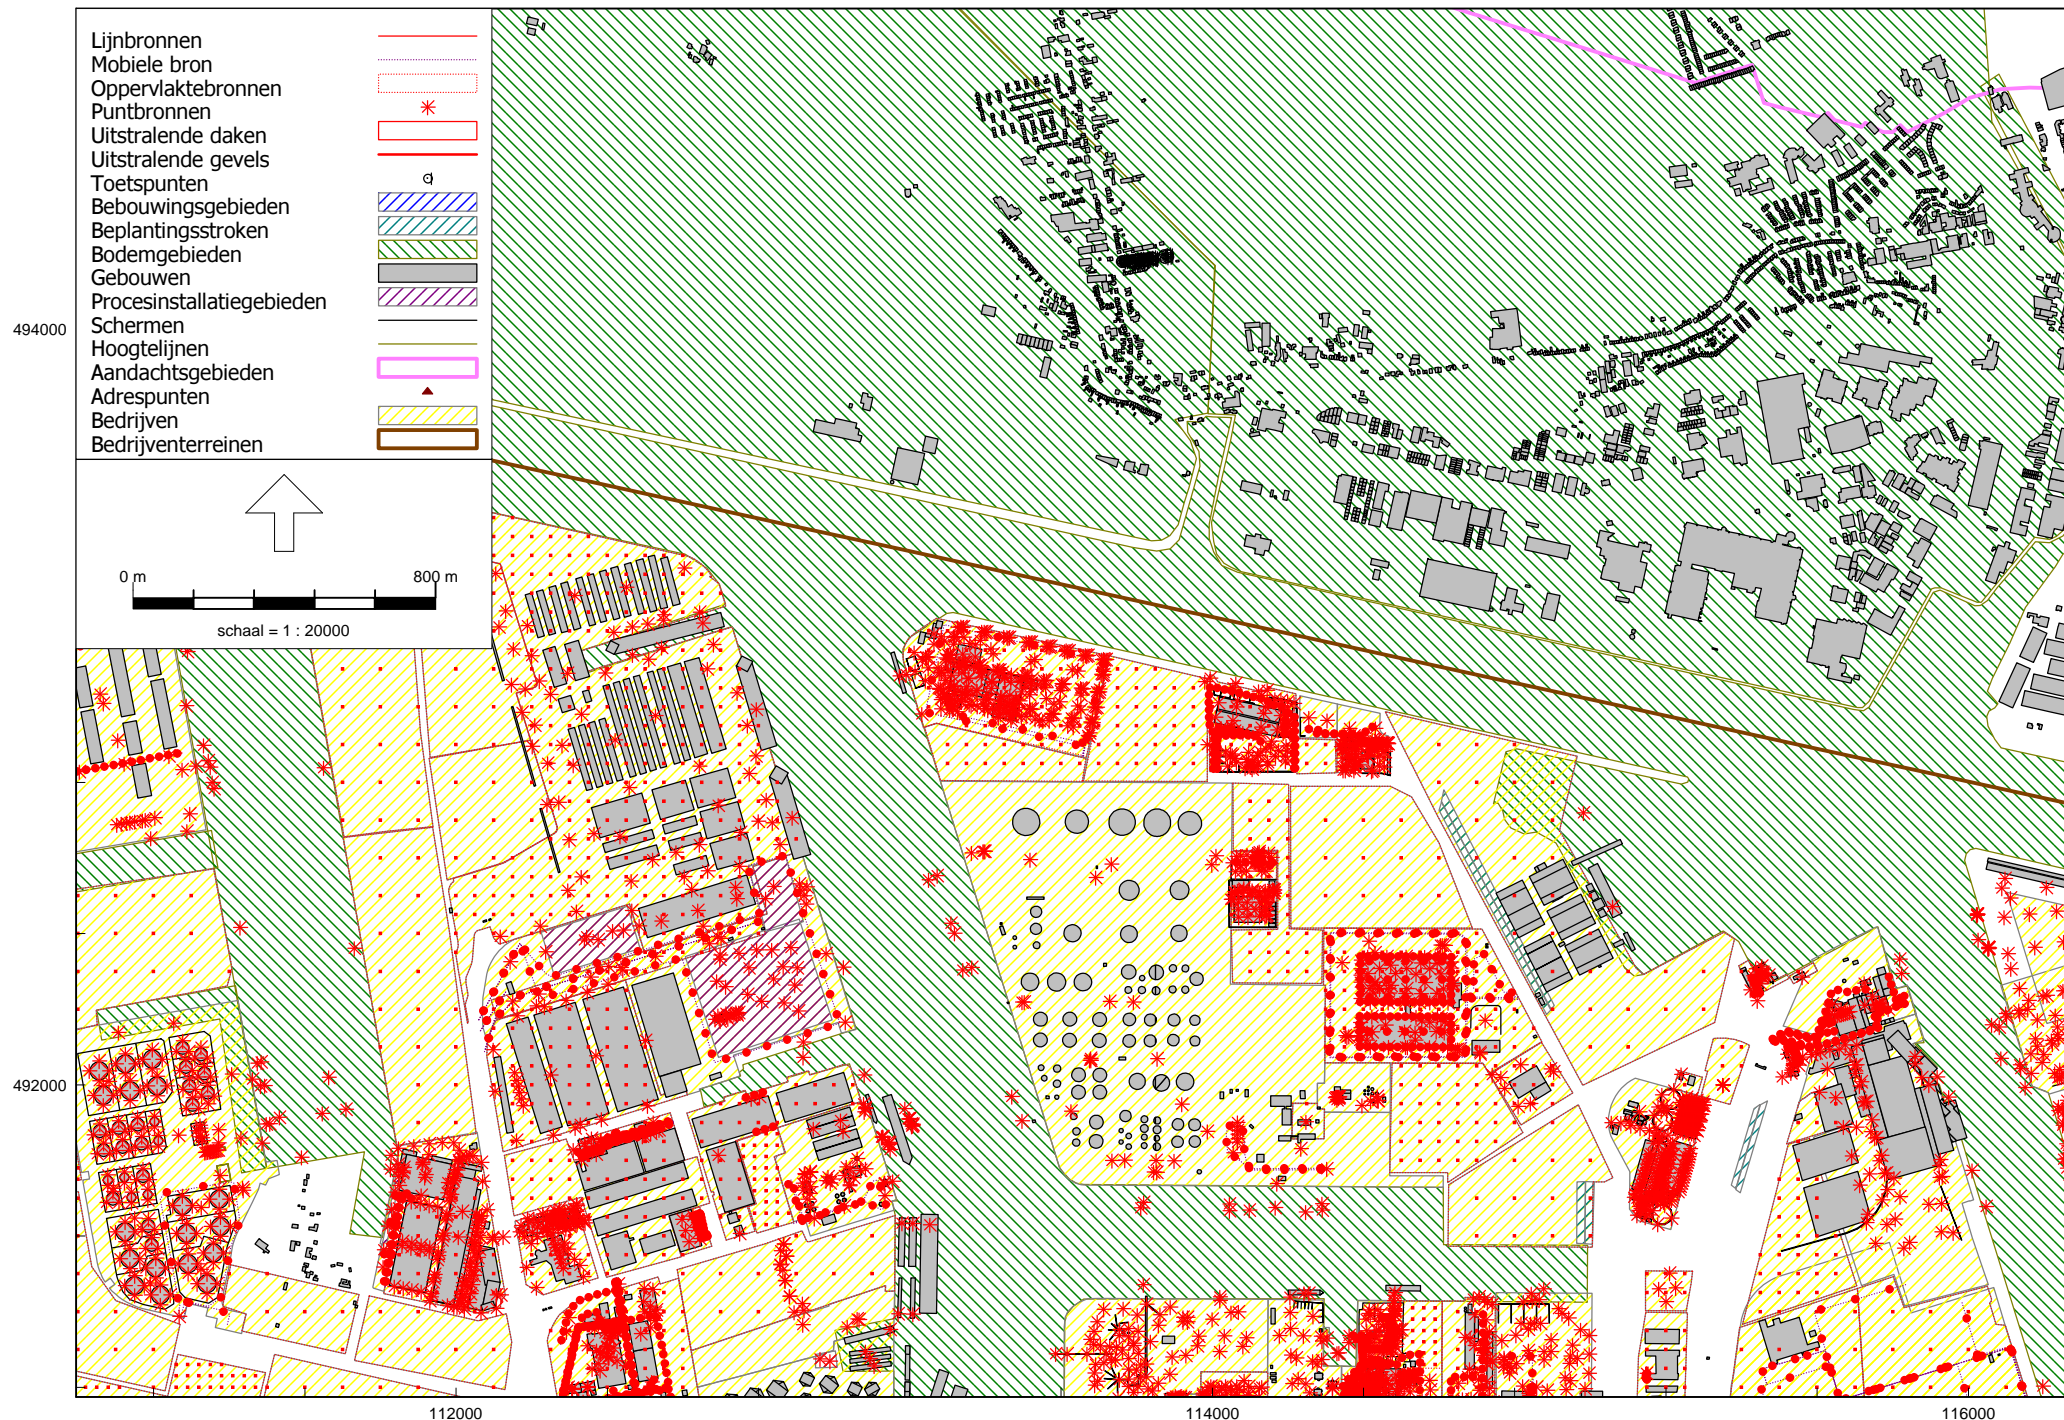 Lijnbronnen
Mobiele bron
Oppervlaktebronnen
Puntbronnen
Uitstralende daken
Uitstralende gevels
Toetspunten
Bebouwingsgebieden
Beplantingsstroken
Bodemgebieden
Gebouwen
Procesinstallatiegebieden
Schermen
Hoogtelijnen
Aandachtsgebieden
Adrespunten
Bedrijven
Bedrijventerreinen
494000
0 m 800 m
schaal = 1 : 20000
492000
112000 114000 116000